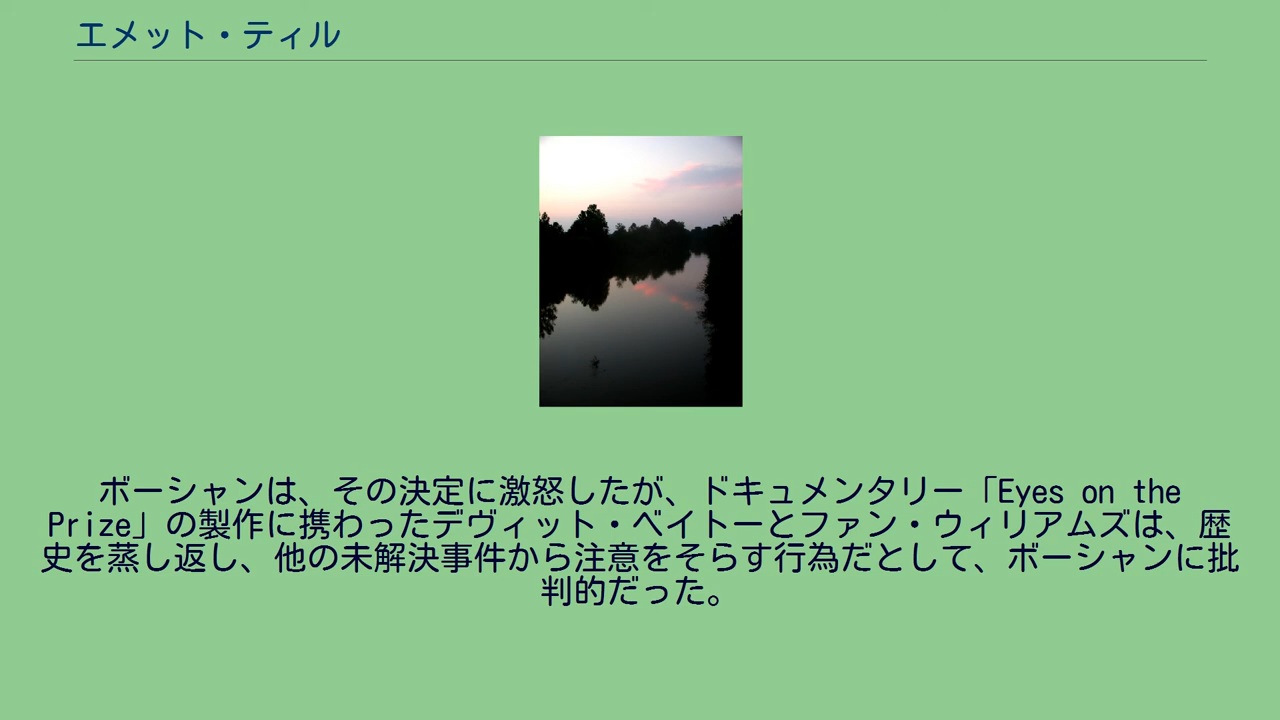 エメット・ティル
ボーシャンは、その決定に激怒したが、ドキュメンタリー「Eyes on the
Prize」の製作に携わったデヴィット・ベイトーとファン・ウィリアムズは、歴
史を蒸し返し、他の未解決事件から注意をそらす行為だとして、ボーシャンに批
判的だった。